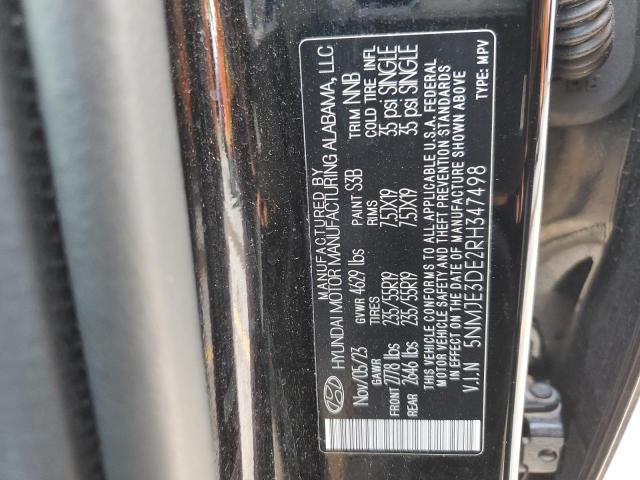 MANUFACTURED BY
HYUNDAI MOTOR MANUFACTURING ALABAMA, LLC
Nov/05/23 GVWR 4629 lbs PAINT S3B TRIM NNB
GAWR TIRES RIMS COLD TIRE INFL
FRONT 2778 lbs 235/55R19 7.5JX19 35 psi SINGLE
REAR 2646 lbs 235/55R19 7.5JX19 35 psi SINGLE
THIS VEHICLE CONFORMS TO ALL APPLICABLE U.S.A. FEDERAL
MOTOR VEHICLE SAFETY AND THEFT PREVENTION STANDARDS
IN EFFECT ON THE DATE OF MANUFACTURE SHOWN ABOVE
V.I.N 5NMJE3DE2RH347498 TYPE: MPV